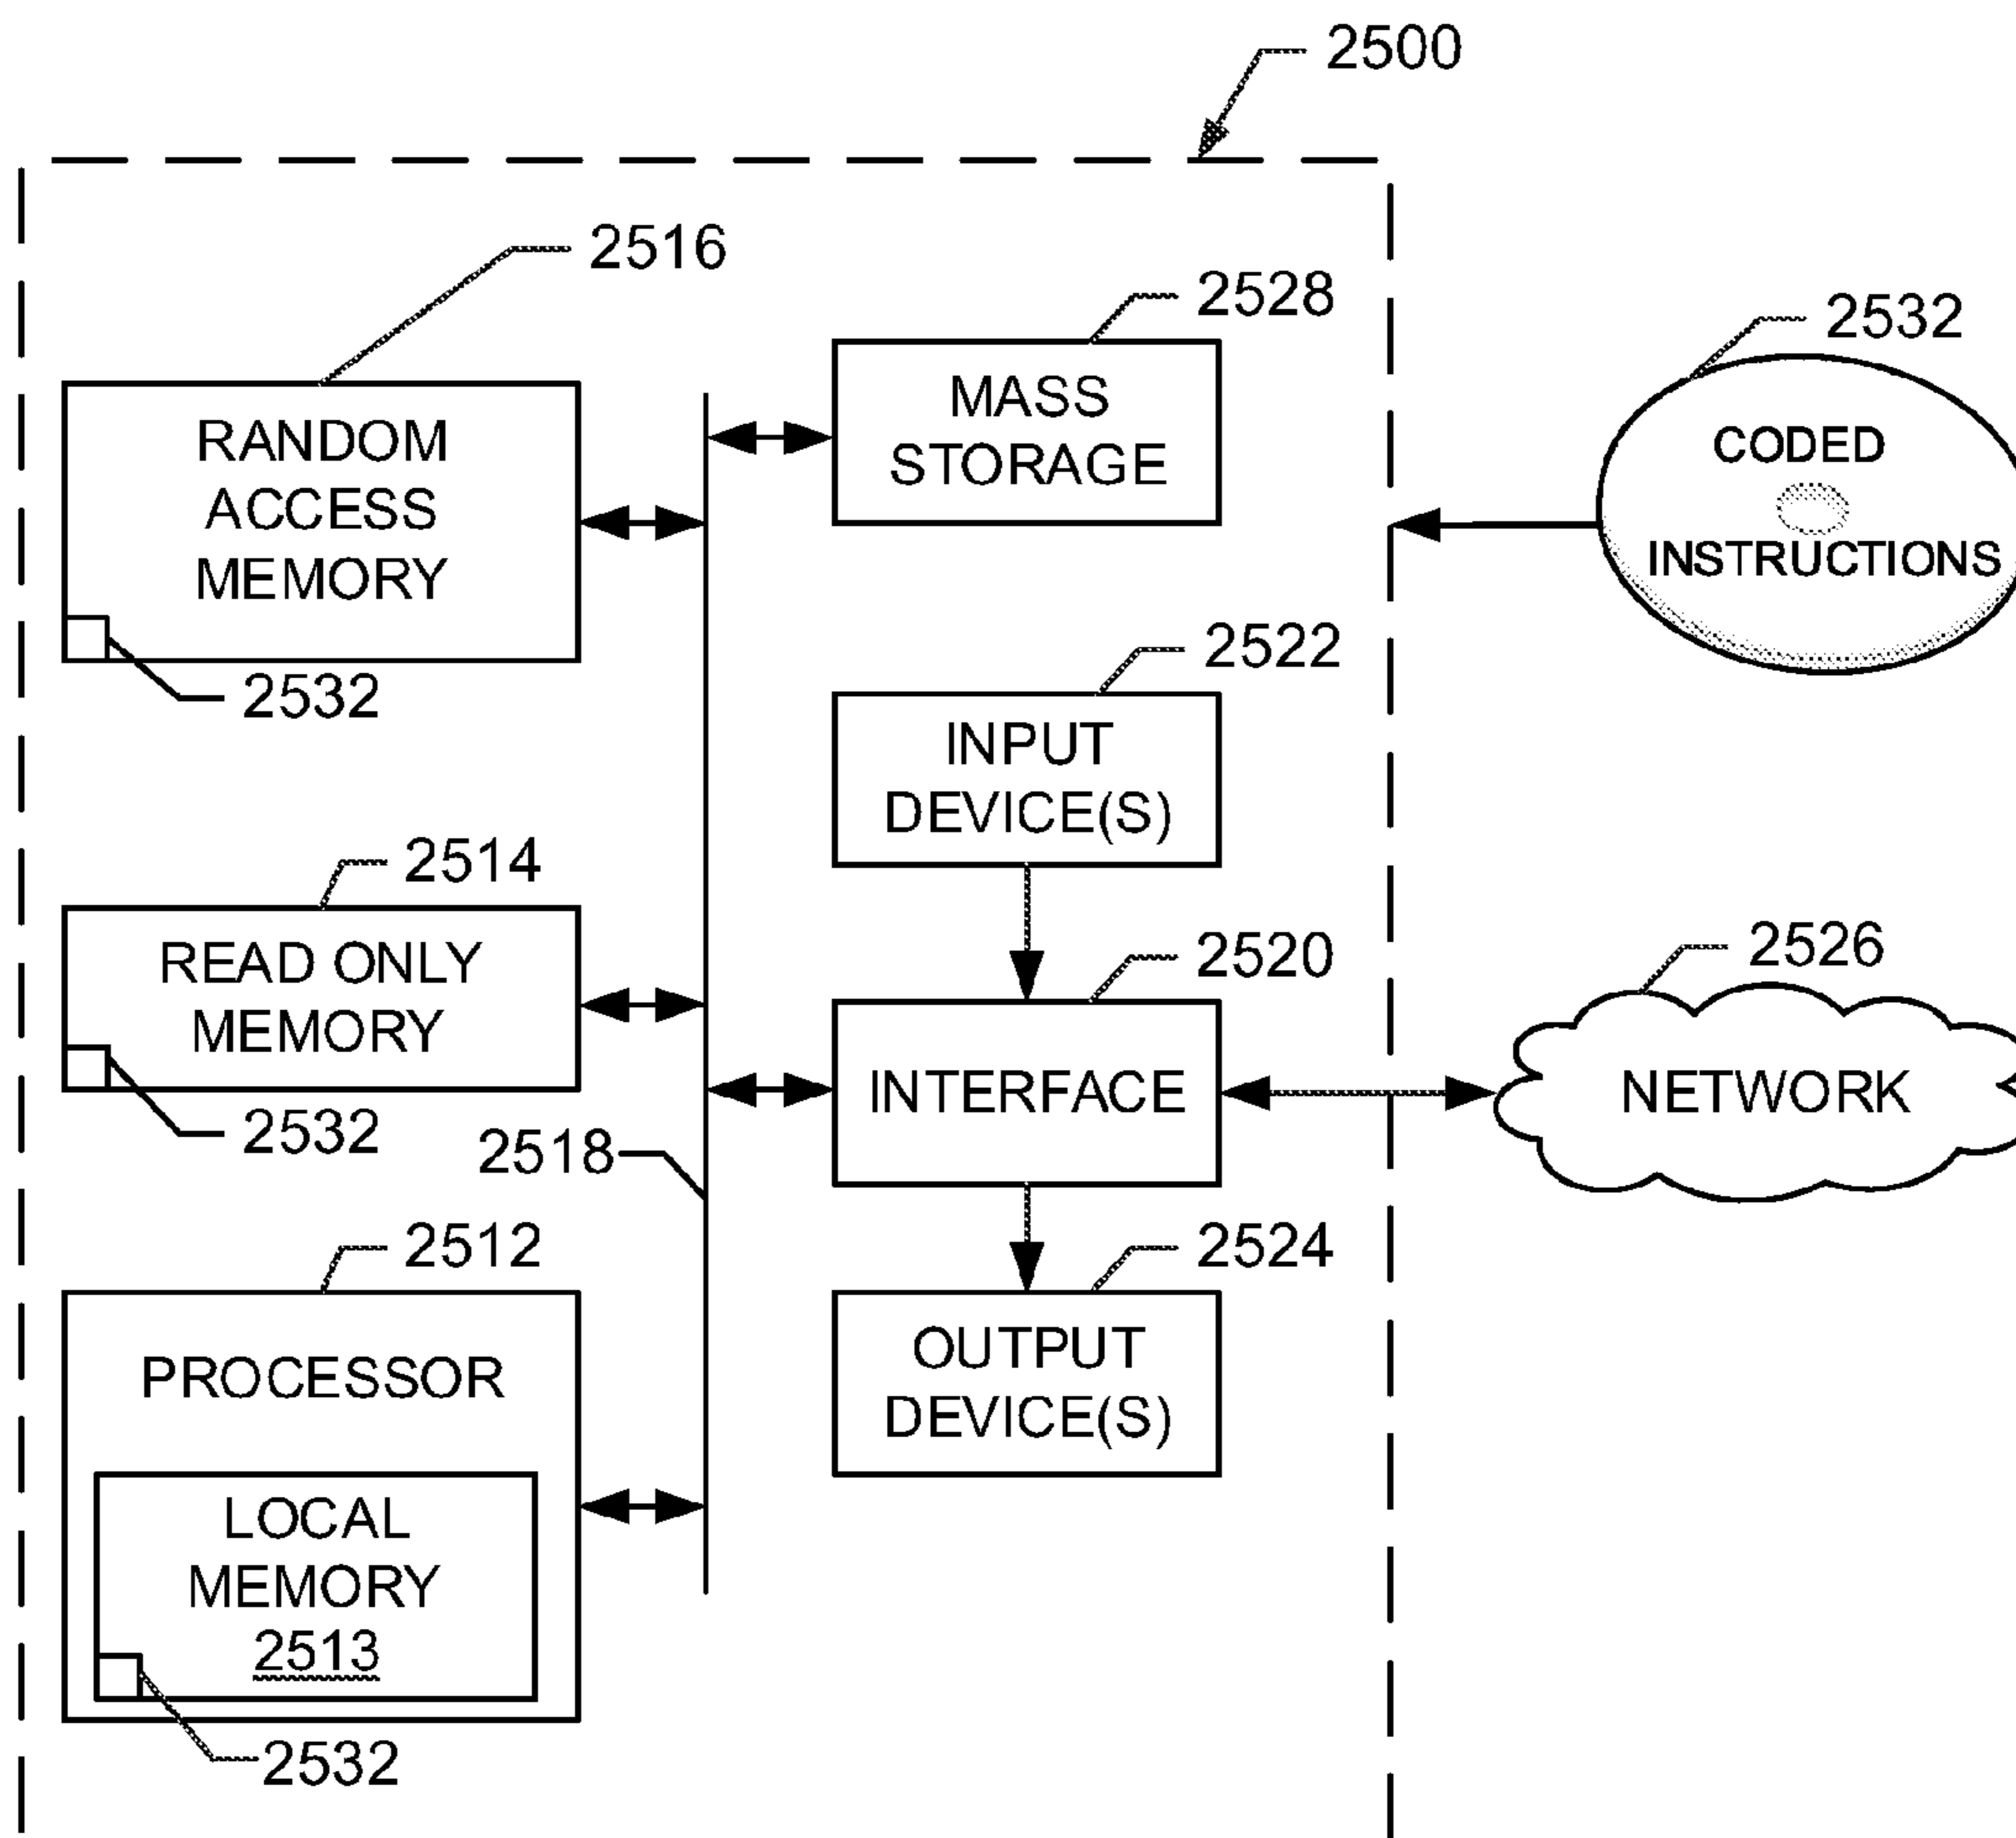 2500
2516
2528
2532
RANDOM
ACCESS
MEMORY
2532
MASS
STORAGE
CODED
INSTRUCTIONS
2522
INPUT
DEVICE(S)
2514
READ ONLY
MEMORY
2532
2518
2520
INTERFACE
2526
NETWORK
2512
PROCESSOR
LOCAL
MEMORY
2513
2532
2524
OUTPUT
DEVICE(S)